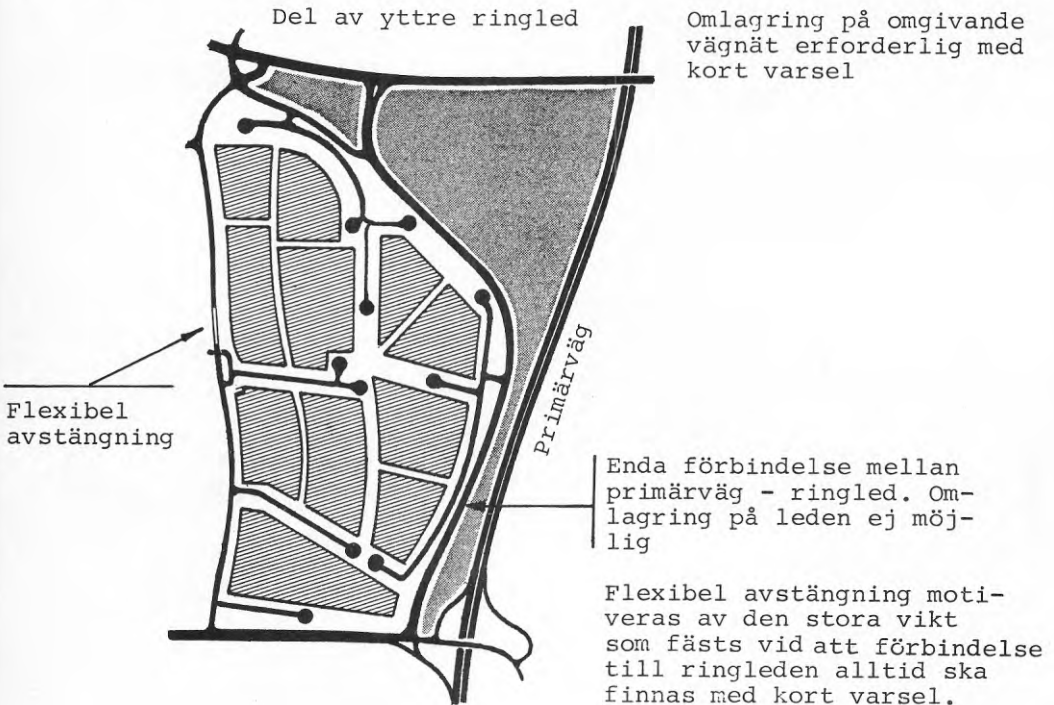 Del av yttre ringled
Omlagring på omgivande
vägnät erforderlig med
kort varsel
Primärväg
Flexibel
avstängning
Enda förbindelse mellan
primärväg - ringled. Om-
lagring på leden ej möj-
lig
Flexibel avstängning moti-
veras av den stora vikt
som fästs vid att förbindelse
till ringleden alltid ska
finnas med kort varsel.